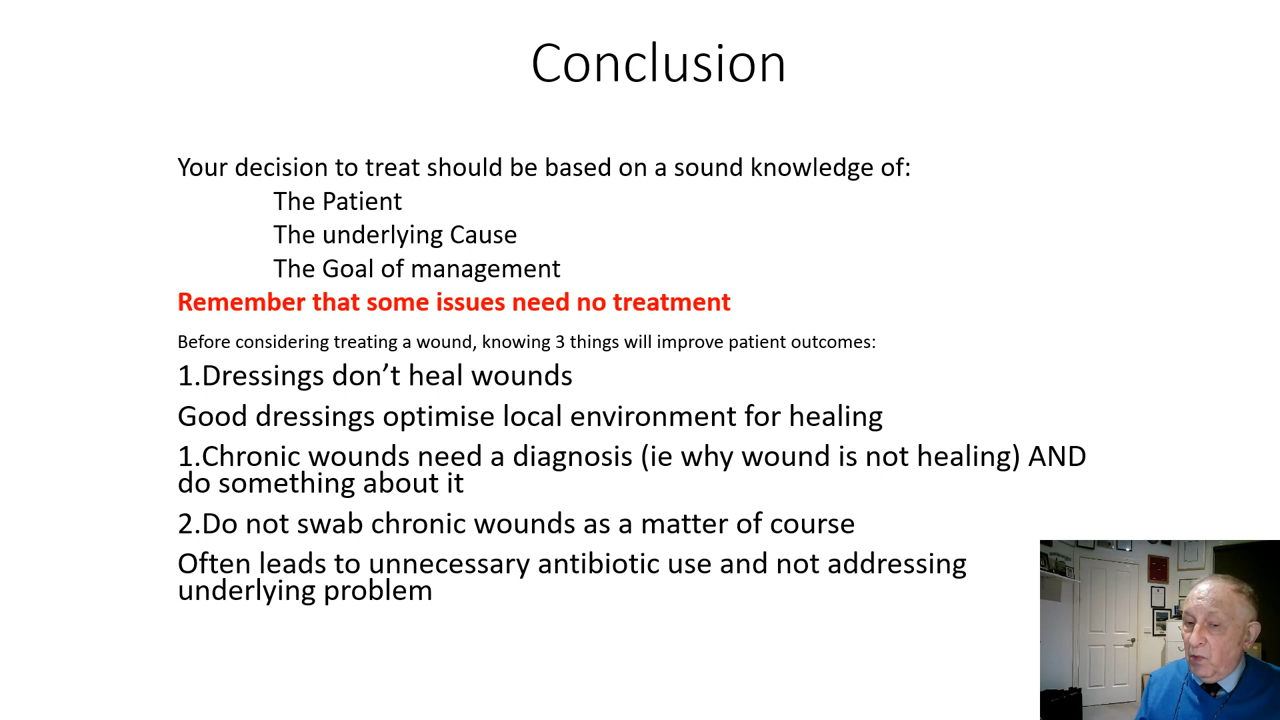 Conclusion
Your decision to treat should be based on a sound knowledge of:
The Patient
The underlying Cause
The Goal of management
Remember that some issues need no treatment
Before considering treating a wound, knowing 3 things will improve patient outcomes:
1.Dressings don’t heal wounds
Good dressings optimise local environment for healing
1.Chronic wounds need a diagnosis (ie why wound is not healing) AND
do something about it
2.Do not swab chronic wounds as a matter of course
Often leads to unnecessary antibiotic use and not addressing
underlying problem